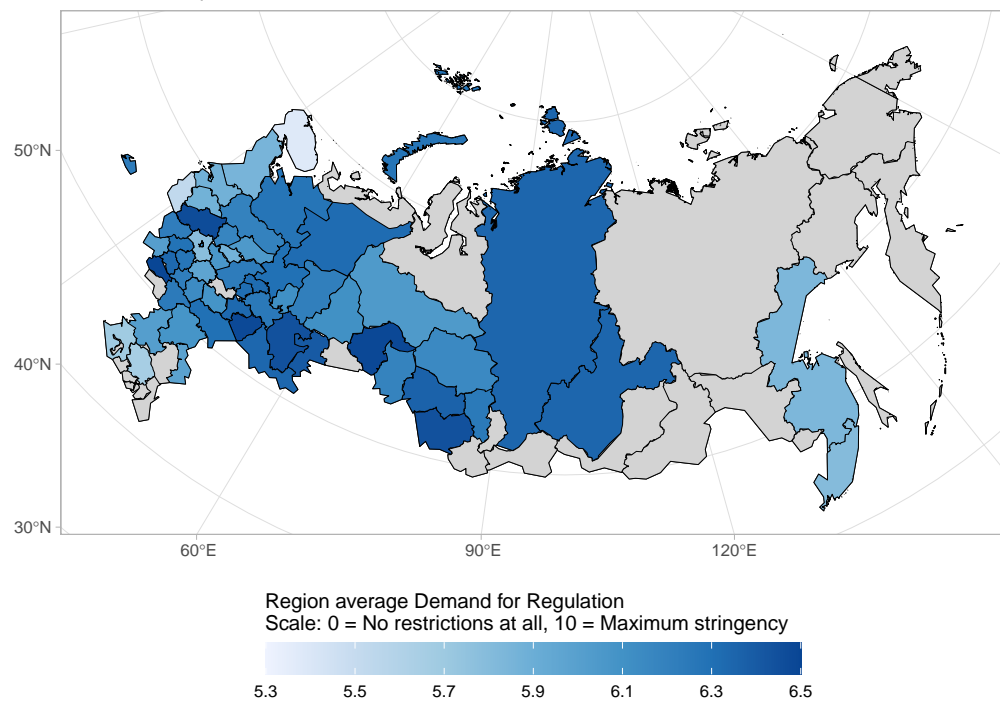 50°N
40°N
30°N
60°E
90°E
120°E
Region average Demand for Regulation
Scale: 0 = No restrictions at all, 10 = Maximum stringency
5.3 5.5 5.7 5.9 6.1 6.3 6.5